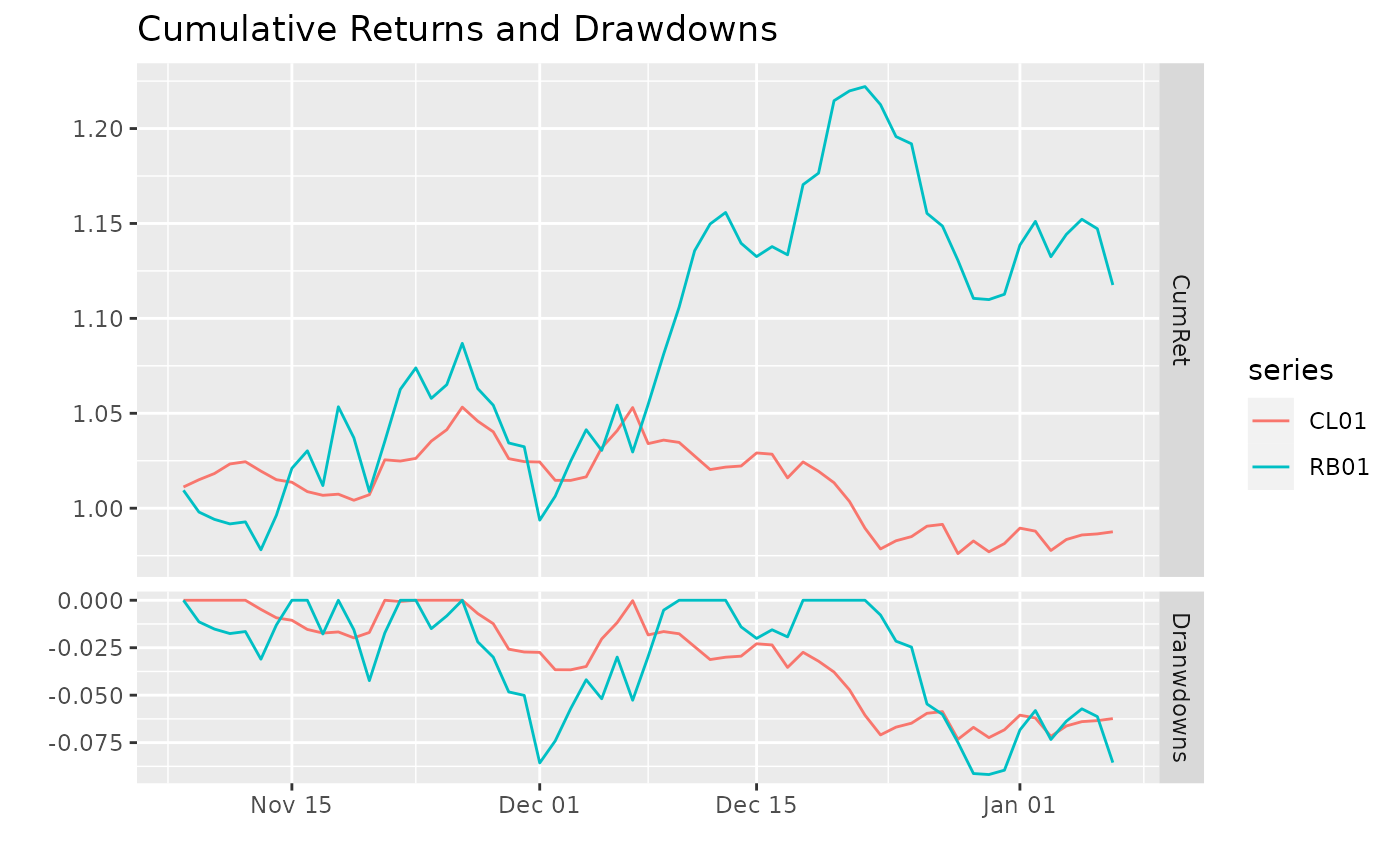 Cumulative Returns and Drawdowns
1.20
1.15
1.10
1.05
1.00
CumRet
0.000
-0.025
-0.050
-0.075
Dranwdowns
Nov 15
Dec 01
Dec 15
Jan 01
series
CL01
RB01